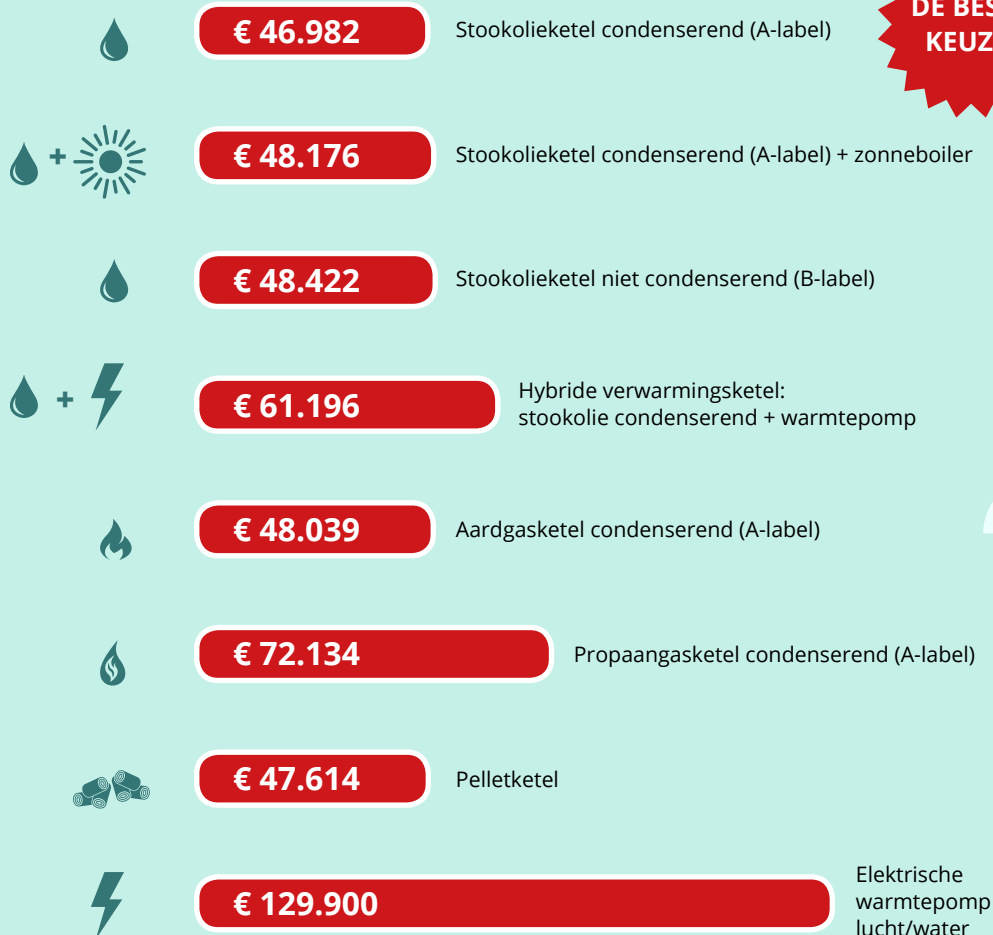 € 46.982
Stookolieketel condenserend (A-label)
€ 48.176
Stookolieketel condenserend (A-label) + zonneboiler
€ 48.422
Stookolieketel niet condenserend (B-label)
+
€ 61.196
Hybride verwarmingsketel:
stookolie condenserend + warmtepomp
€ 48.039
Aardgasketel condenserend (A-label)
€ 72.134
Propaangasketel condenserend (A-label)
€ 47.614
Pelletketel
€ 129.900
Elektrische
warmtepomp
lucht/water
DE